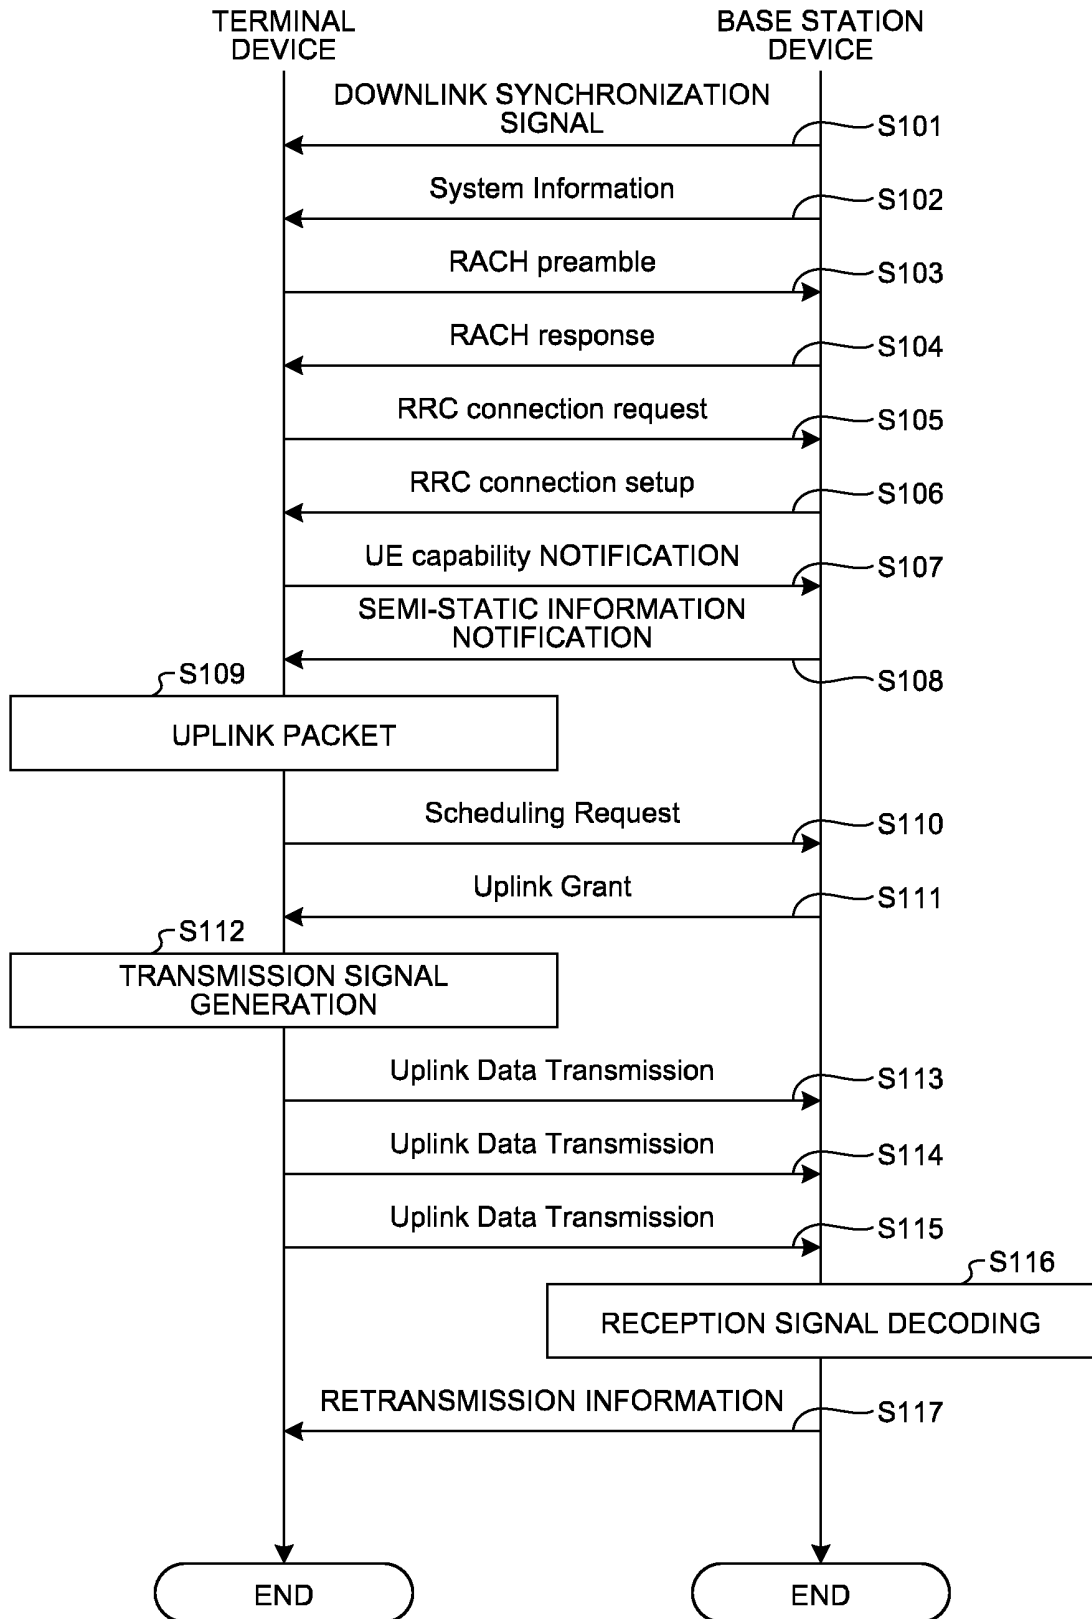 TERMINAL
DEVICE
BASE STATION
DEVICE
DOWNLINK SYNCHRONIZATION
SIGNAL
S101
System Information
S102
RACH preamble
S103
RACH response
S104
RRC connection request
S105
RRC connection setup
S106
UE capability NOTIFICATION
S107
SEMI-STATIC INFORMATION
NOTIFICATION
S108
S109
UPLINK PACKET
Scheduling Request
S110
Uplink Grant
S111
S112
TRANSMISSION SIGNAL
GENERATION
Uplink Data Transmission
S113
Uplink Data Transmission
S114
Uplink Data Transmission
S115
S116
RECEPTION SIGNAL DECODING
RETRANSMISSION INFORMATION
S117
END
END